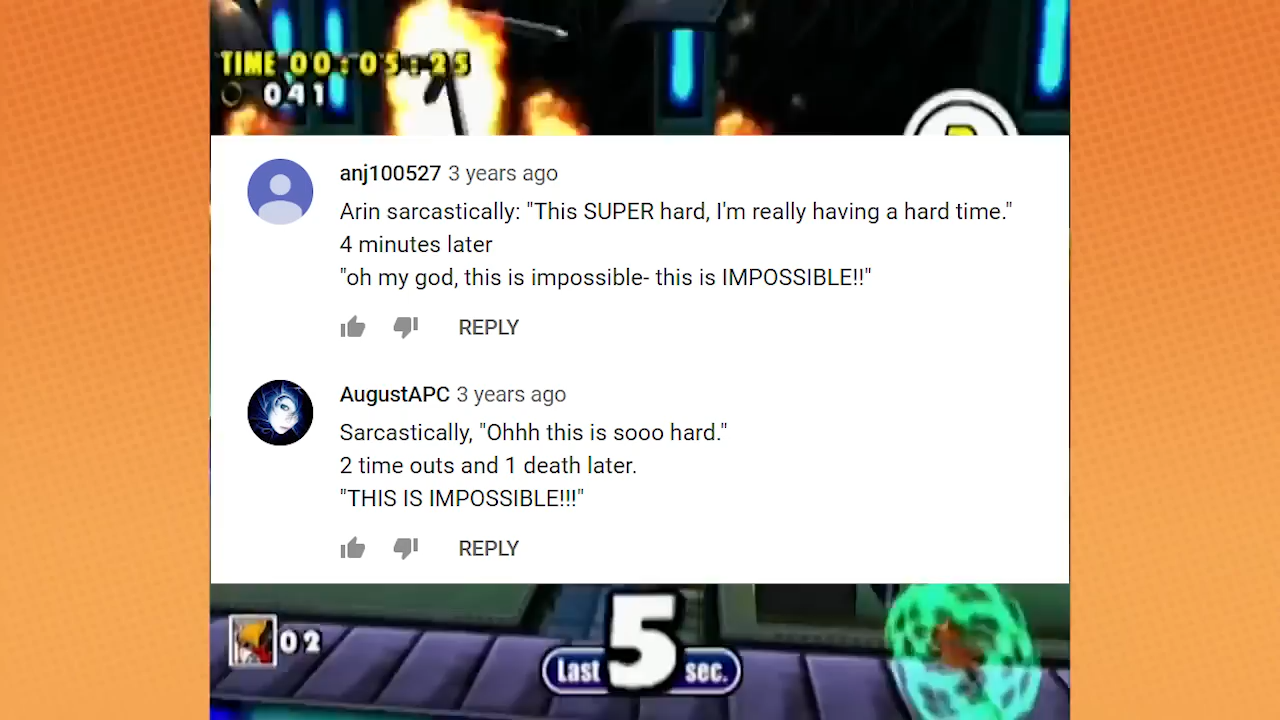 TIME 00:05:25
041
anj100527 3 years ago
Arin sarcastically: "This SUPER hard, I'm really having a hard time."
4 minutes later
"oh my god, this is impossible- this is IMPOSSIBLE!!"
REPLY
AugustAPC 3 years ago
Sarcastically, "Ohhh this is sooo hard."
2 time outs and 1 death later.
"THIS IS IMPOSSIBLE!!!"
REPLY
02
Last 5 sec.